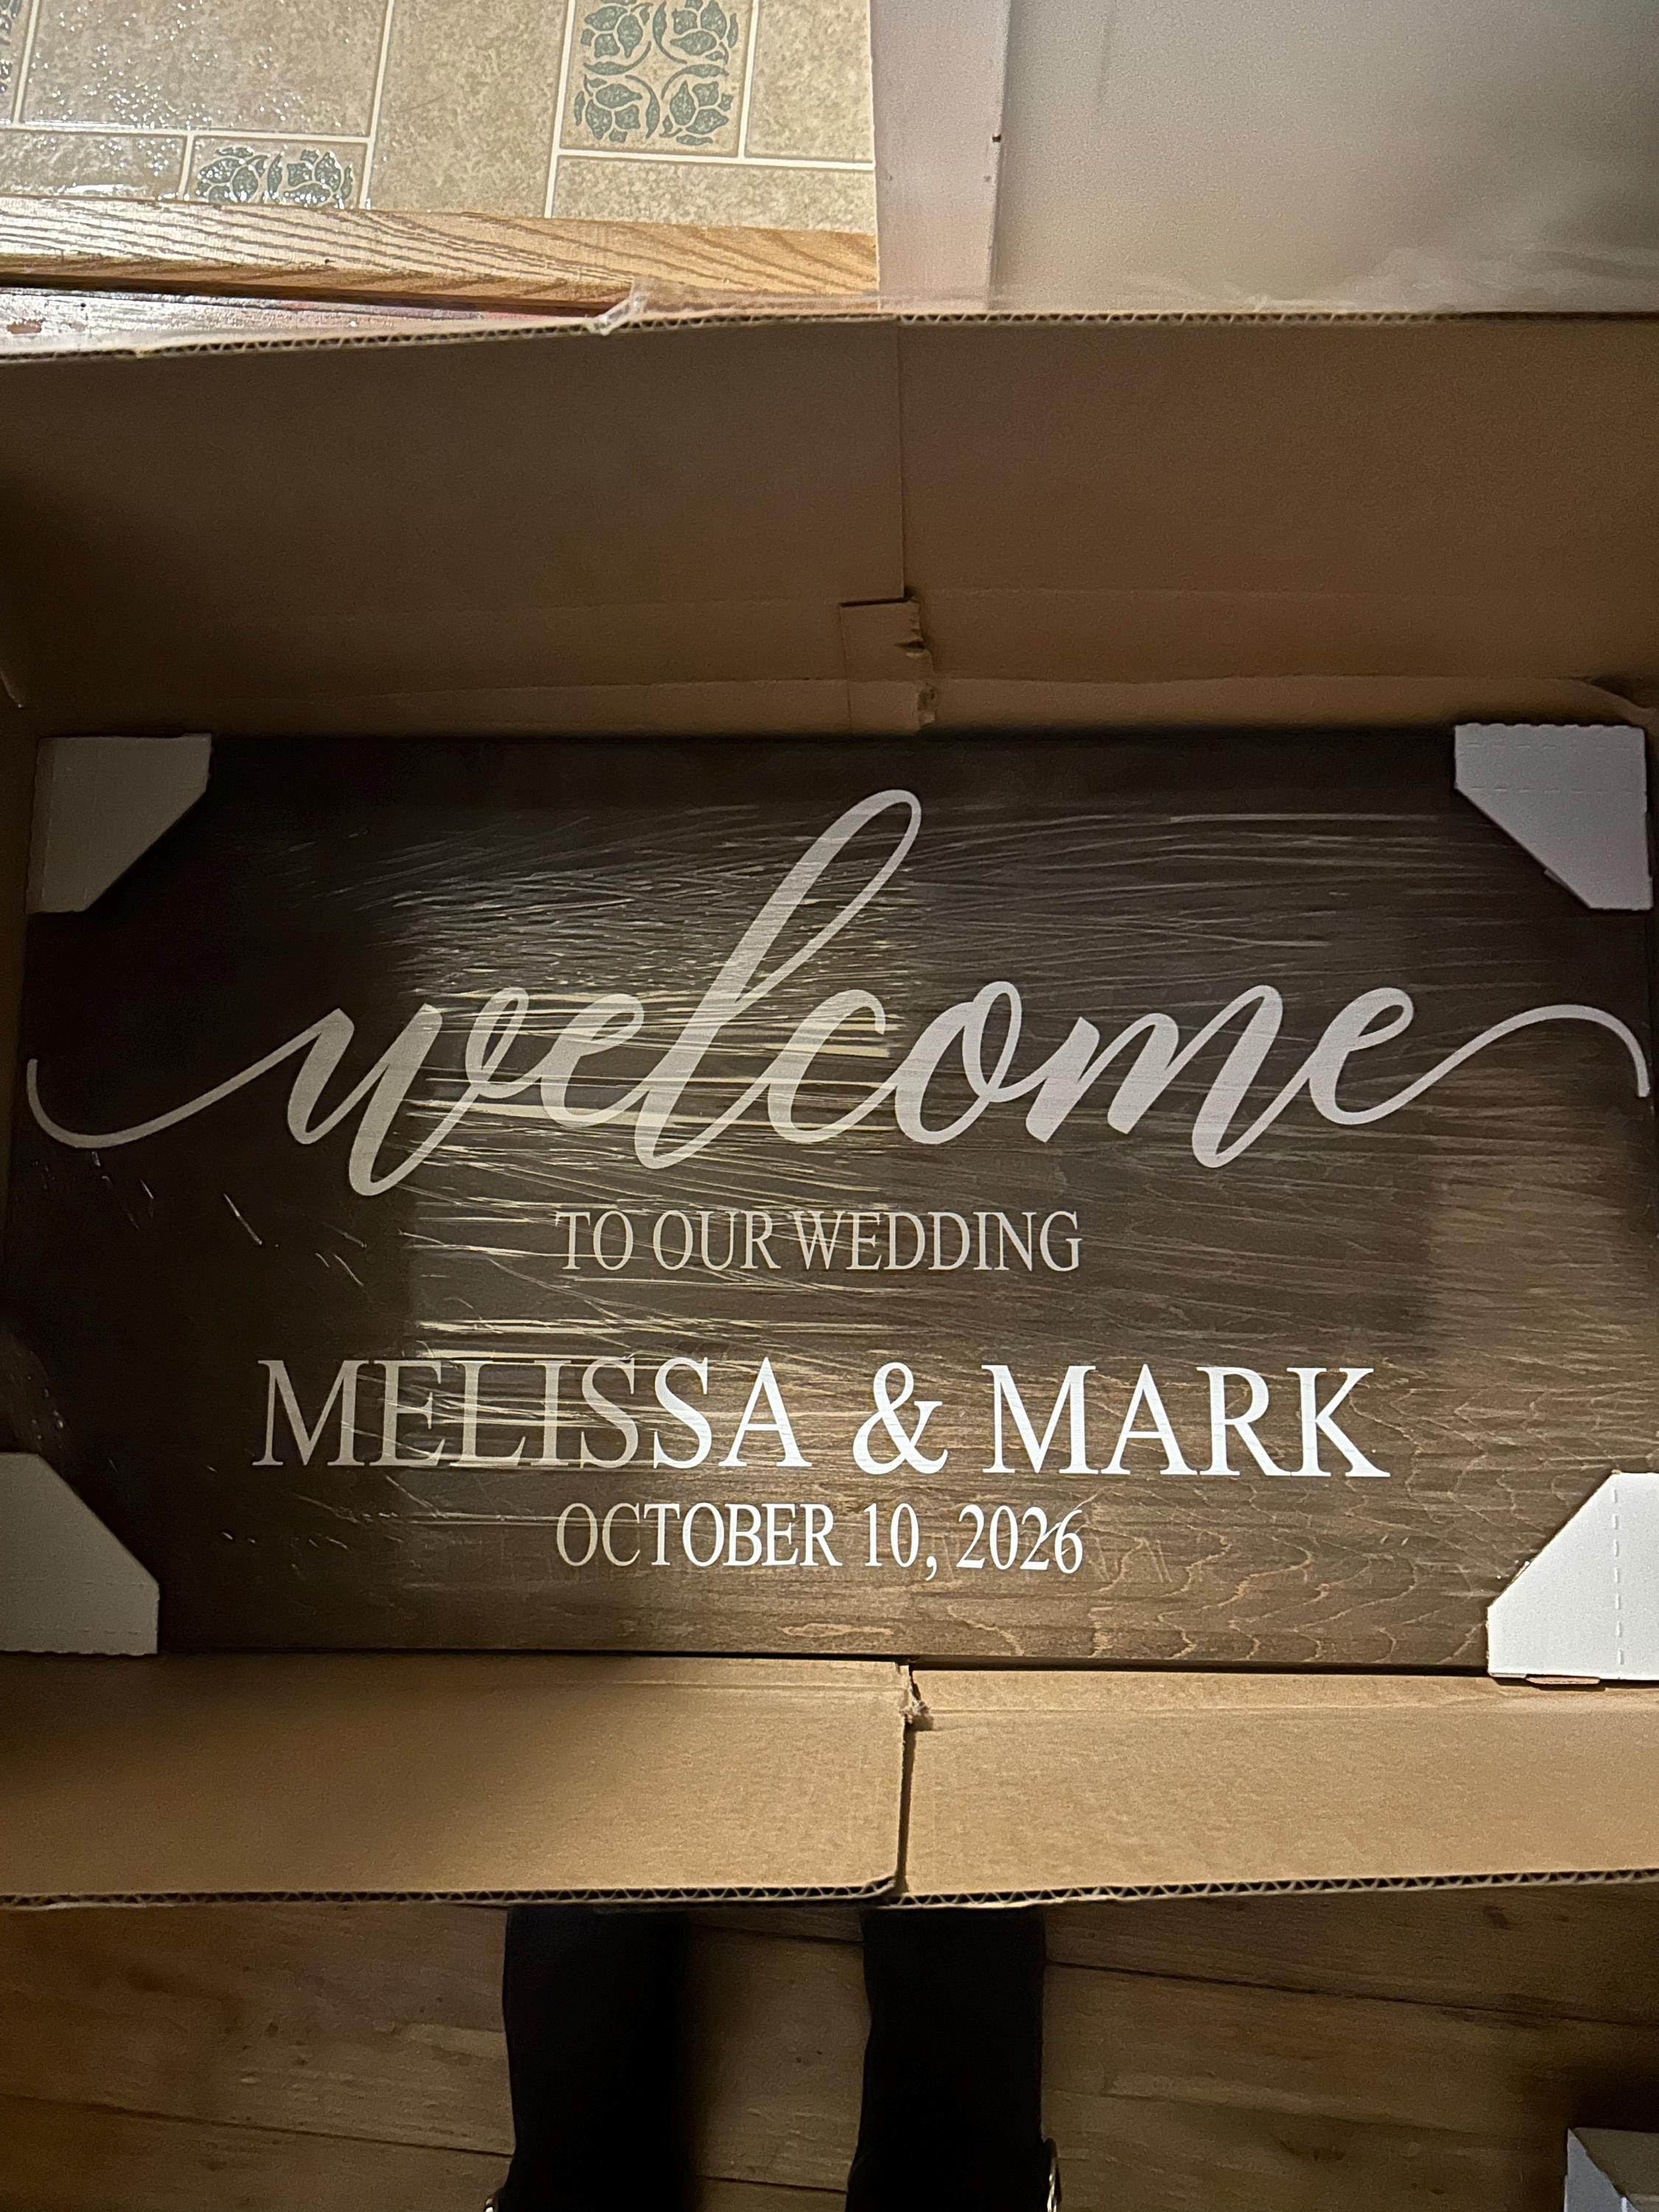 welcome
TO OUR WEDDING
MELISSA & MARK
OCTOBER 10, 2026